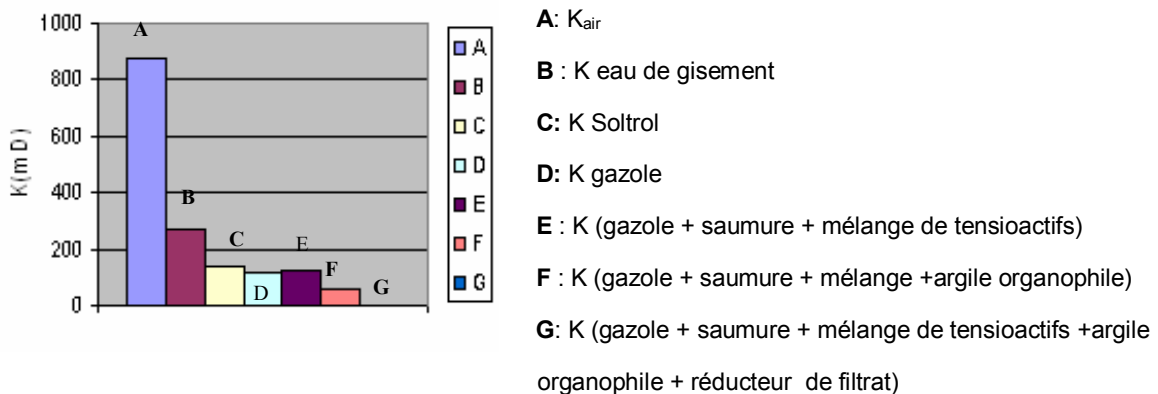 1000
800
600
400
200
0
K(mD)
A
B
C
D
E
F
G
A
B
C
D
E
F
G
A: Kair
B : K eau de gisement
C: K Soltrol
D: K gazole
E : K (gazole + saumure + mélange de tensioactifs)
F : K (gazole + saumure + mélange +argile organophile)
G: K (gazole + saumure + mélange de tensioactifs +argile
organophile + réducteur de filtrat)